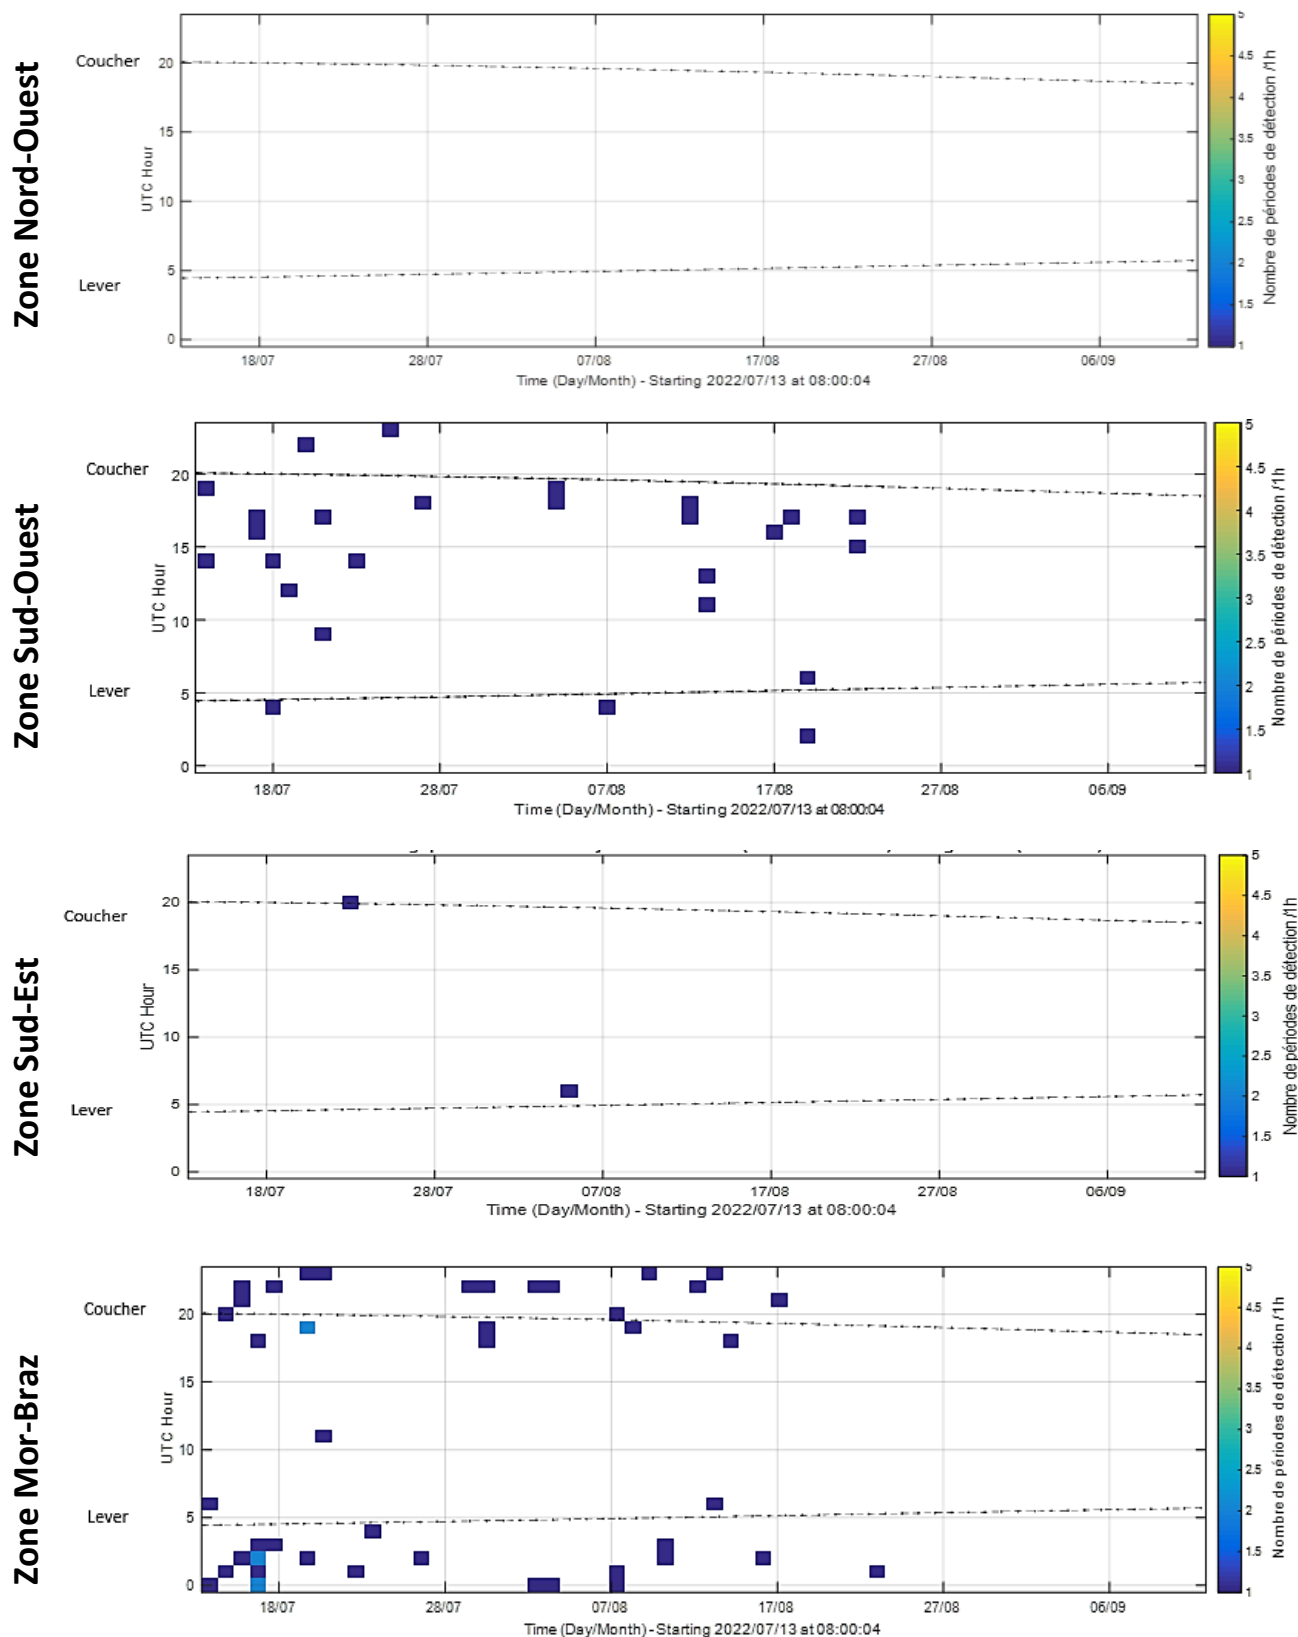 Zone Nord-Ouest
Coucher
Lever
UTC Hour
20
15
10
5
0
18/07 28/07 07/08 17/08 27/08 06/09
Time (Day/Month) - Starting 2022/07/13 at 08:00:04
5
4.5
4
3.5
3
2.5
2
1.5
1
Nombre de périodes de détection /1h
Zone Sud-Ouest
Coucher
Lever
UTC Hour
20
15
10
5
0
18/07 28/07 07/08 17/08 27/08 06/09
Time (Day/Month) - Starting 2022/07/13 at 08:00:04
5
4.5
4
3.5
3
2.5
2
1.5
1
Nombre de périodes de détection /1h
Zone Sud-Est
Coucher
Lever
UTC Hour
20
15
10
5
0
18/07 28/07 07/08 17/08 27/08 06/09
Time (Day/Month) - Starting 2022/07/13 at 08:00:04
5
4.5
4
3.5
3
2.5
2
1.5
1
Nombre de périodes de détection /1h
Zone Mor-Braz
Coucher
Lever
UTC Hour
20
15
10
5
0
18/07 28/07 07/08 17/08 27/08 06/09
Time (Day/Month) - Starting 2022/07/13 at 08:00:04
5
4.5
4
3.5
3
2.5
2
1.5
1
Nombre de périodes de détection /1h